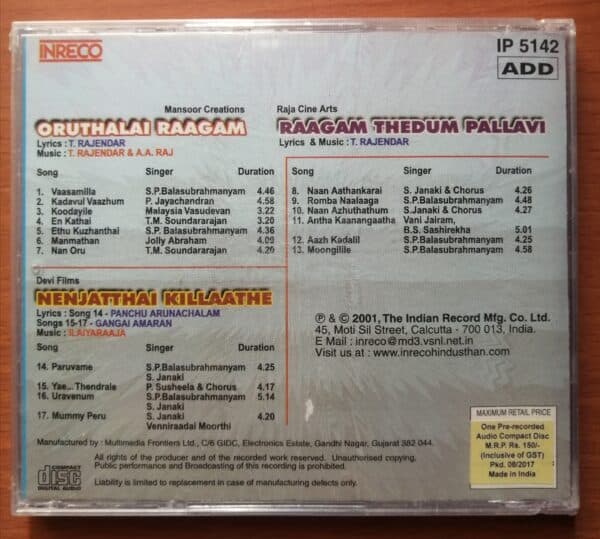 INRECO
IP 5142
ADD
Mansoor Creations
ORUTHALAI RAAGAM
Lyrics : T. RAJENDAR
Music : T. RAJENDAR & A.A. RAJ
Song Singer Duration
1. Vaasamilla S.P.Balasubrahmanyam 4.46
2. Kadavul Vaazhum P. Jayachandran 4.58
3. Koodayile Malaysia Vasudevan 3.22
4. En Kathai T.M. Soundararajan 3.20
5. Ethu Kuzhanthai S.P. Balasubrahmanyam 4.36
6. Manmathan Jolly Abraham 4.09
7. Nan Oru T.M. Soundararajan 4.20
Raja Cine Arts
RAAGAM THEDUM PALLAVI
Lyrics & Music : T. RAJENDAR
Song Singer Duration
8. Naan Aathankarai S. Janaki & Chorus 4.26
9. Romba Naalaaga S.P.Balasubrahmanyam 4.48
10. Naan Azhuthathum S.Janaki & Chorus 4.27
11. Antha Kaanangaatha Vani Jairam,
B.S. Sashirekha 5.01
12. Aazh Kadalil S.P.Balasubrahmanyam 4.25
13. Moongilile S.P.Balasubrahmanyam 4.58
Devi Films
NENJATTHAI KILLAATHE
Lyrics : Song 14 - PANCHU ARUNACHALAM
Songs 15-17 - GANGAI AMARAN
Music : ILAIYARAAJA
Song Singer Duration
14. Paruvame S.P.Balasubrahmanyam 4.25
S. Janaki
15. Yae... Thendrale P. Susheela & Chorus 4.17
16. Uravenum S.P.Balasubrahmanyam 5.14
S. Janaki
17. Mummy Peru S. Janaki 4.20
Venniraadai Moorthi
℗ & © 2001, The Indian Record Mfg. Co. Ltd.
45, Moti Sil Street, Calcutta - 700 013, India.
E Mail : inreco@md3.vsnl.net.in
Visit us at : www.inrecohindusthan.com
Manufactured by : Multimedia Frontiers Ltd., C/6 GIDC, Electronics Estate, Gandhi Nagar, Gujarat 382 044.
All rights of the producer and of the recorded work reserved. Unauthorised copying,
Public performance and Broadcasting of this recording is prohibited.
Liability is limited to replacement in case of manufacturing defects only.
COMPACT
disc
DIGITAL AUDIO
MAXIMUM RETAIL PRICE
One Pre-recorded
Audio Compact Disc
M.R.P. Rs. 150/-
(Inclusive of GST)
Pkd. 08/2017
Made in India